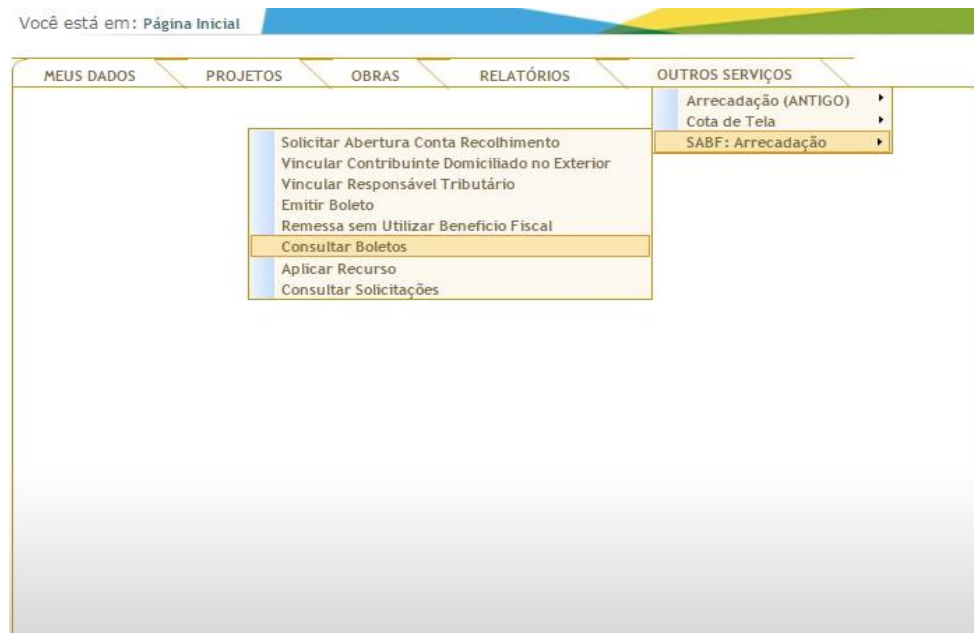 Você está em: Página Inicial
MEUS DADOS PROJETOS OBRAS RELATÓRIOS OUTROS SERVIÇOS
Arrecadação (ANTIGO)
Cota de Tela
SABF: Arrecadação
Solicitar Abertura Conta Recolhimento
Vincular Contribuinte Domiciliado no Exterior
Vincular Responsável Tributário
Emitir Boleto
Remessa sem Utilizar Beneficio Fiscal
Consultar Boletos
Aplicar Recurso
Consultar Solicitações